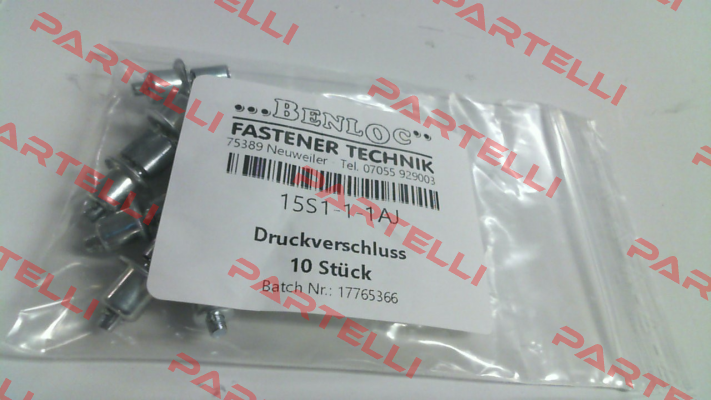 ...BENLOC...
FASTENER TECHNIK
75389 Neuweiler Tel. 07055 929003
15S1-1-1AJ
Druckverschluss
10 Stück
Batch Nr.: 17765366
PARTELLI
PARTELLI
PARTELLI
PARTELLI
PARTELLI
PARTELLI
PARTELLI
PARTELLI